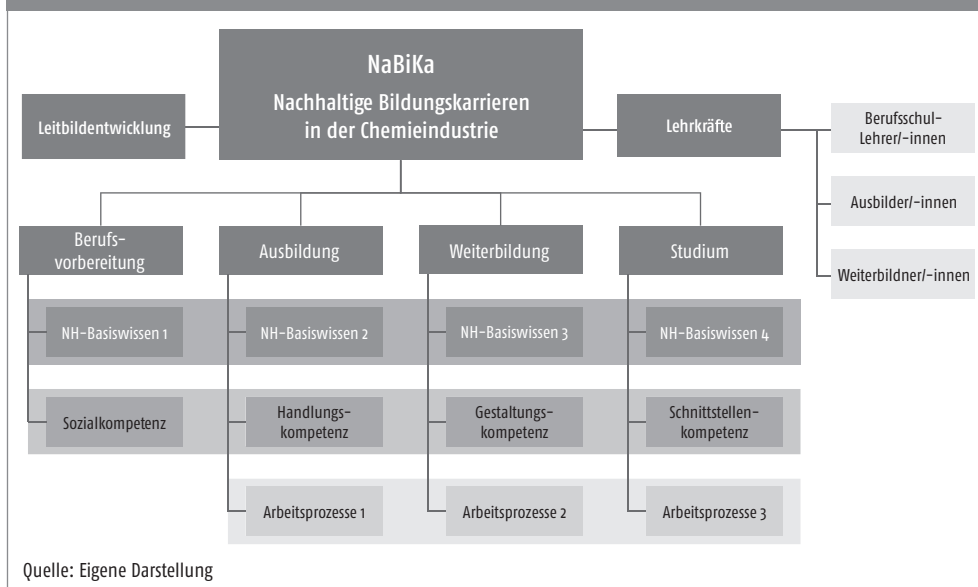 NaBiKa
Nachhaltige Bildungskarrieren
in der Chemieindustrie
Leitbildentwicklung
Lehrkräfte
Berufsschul-
Lehrer/-innen
Ausbilder/-innen
Weiterbildner/-innen
Berufs-
vorbereitung
Ausbildung
Weiterbildung
Studium
NH-Basiswissen 1
NH-Basiswissen 2
NH-Basiswissen 3
NH-Basiswissen 4
Sozialkompetenz
Handlungs-
kompetenz
Gestaltungs-
kompetenz
Schnittstellen-
kompetenz
Arbeitsprozesse 1
Arbeitsprozesse 2
Arbeitsprozesse 3
Quelle: Eigene Darstellung